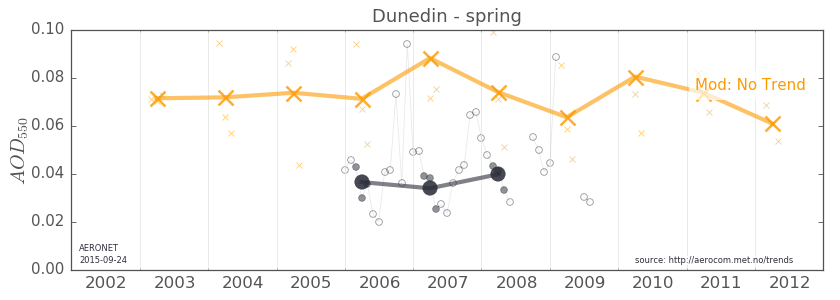 Dunedin - spring
0.10
0.08
0.06
0.04
0.02
0.00
AOD550
Mod: No Trend
AERONET
2015-09-24
source: http://aerocom.met.no/trends
2002 2003 2004 2005 2006 2007 2008 2009 2010 2011 2012